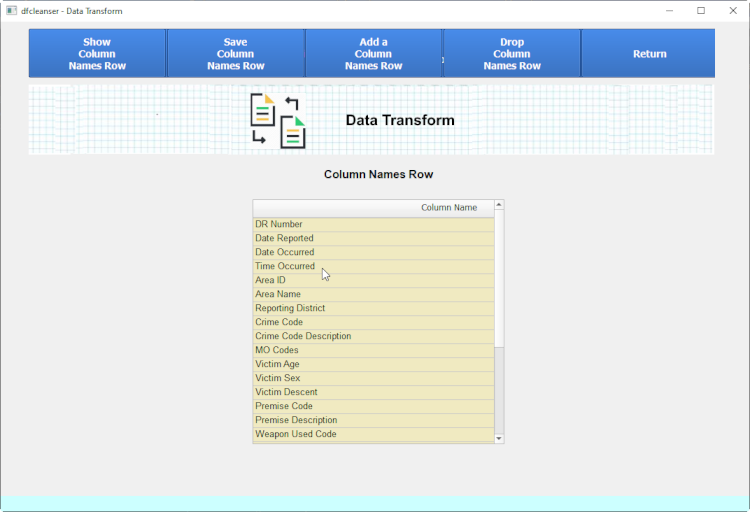 dfcleanser - Data Transform
Show
Column
Names Row
Save
Column
Names Row
Add a
Column
Names Row
Drop
Column
Names Row
Return
Data Transform
Column Names Row
Column Name
DR Number
Date Reported
Date Occurred
Time Occurred
Area ID
Area Name
Reporting District
Crime Code
Crime Code Description
MO Codes
Victim Age
Victim Sex
Victim Descent
Premise Code
Premise Description
Weapon Used Code